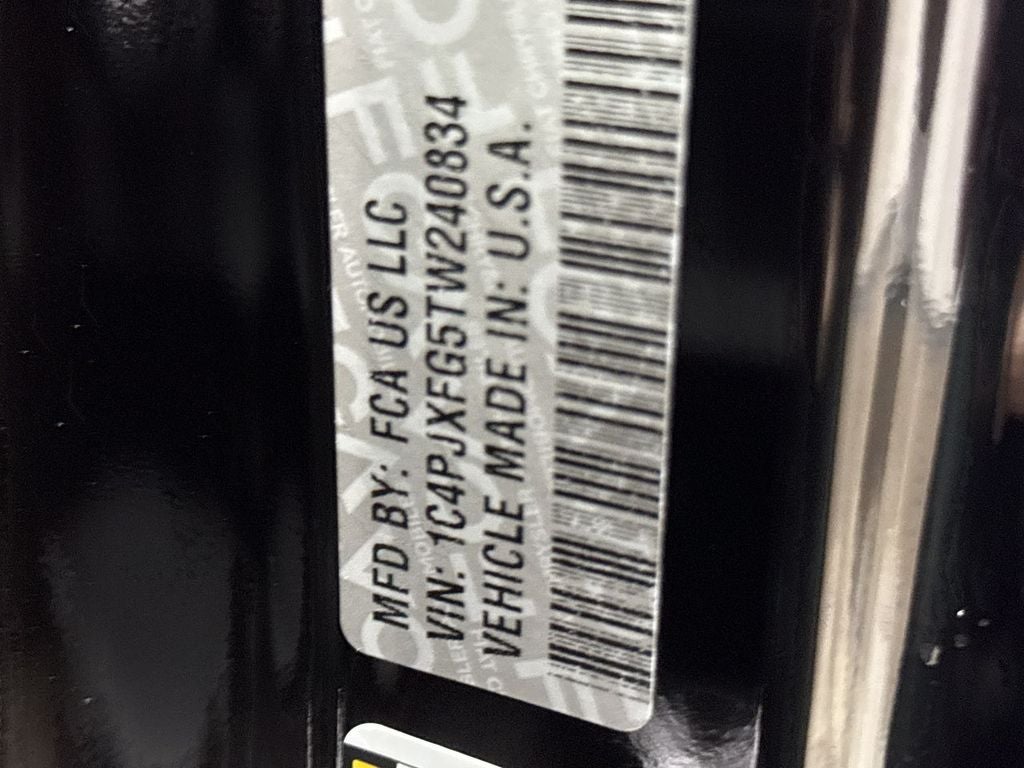 MFD BY: FCA US LLC
VIN: 1C4PJXFG5TW240834
VEHICLE MADE IN: U.S.A.